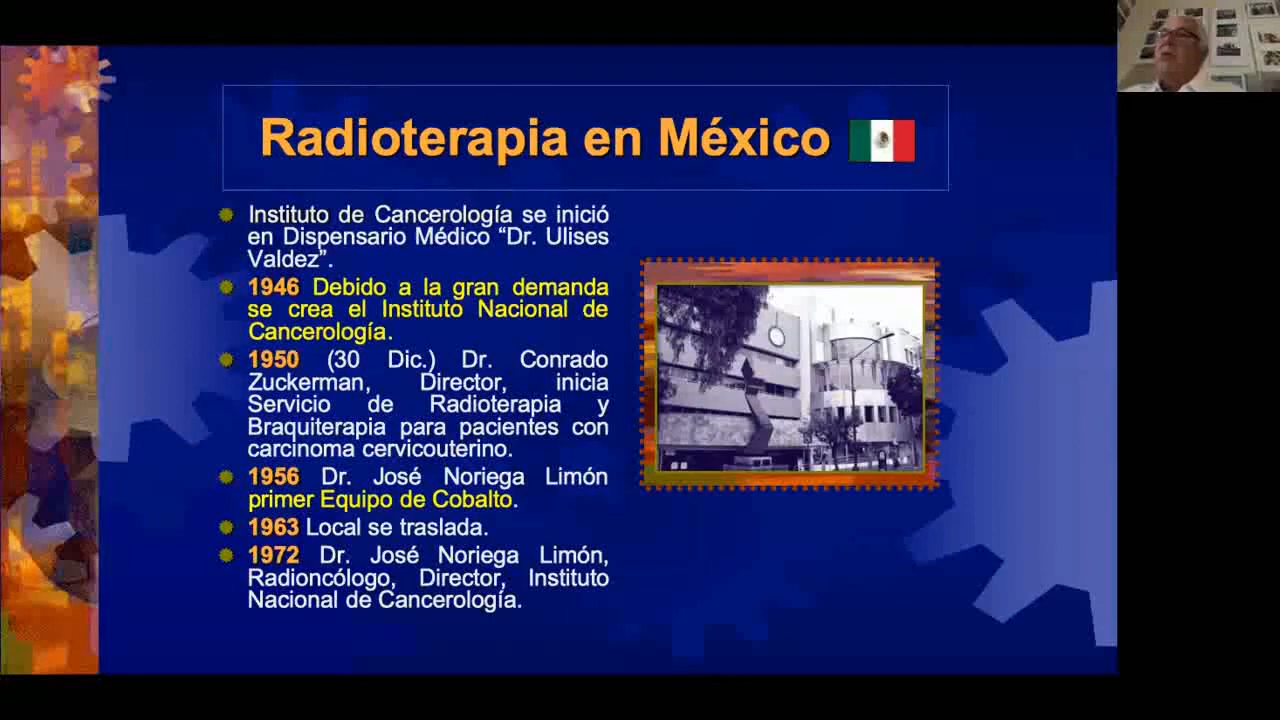 Radioterapia en México
Instituto de Cancerología se inició
en Dispensario Médico “Dr. Ulises
Valdez”.
1946 Debido a la gran demanda
se crea el Instituto Nacional de
Cancerología.
1950 (30 Dic.) Dr. Conrado
Zuckerman, Director, inicia
Servicio de Radioterapia y
Braquiterapia para pacientes con
carcinoma cervicouterino.
1956 Dr. José Noriega Limón
primer Equipo de Cobalto.
1963 Local se traslada.
1972 Dr. José Noriega Limón,
Radioncólogo, Director, Instituto
Nacional de Cancerología.